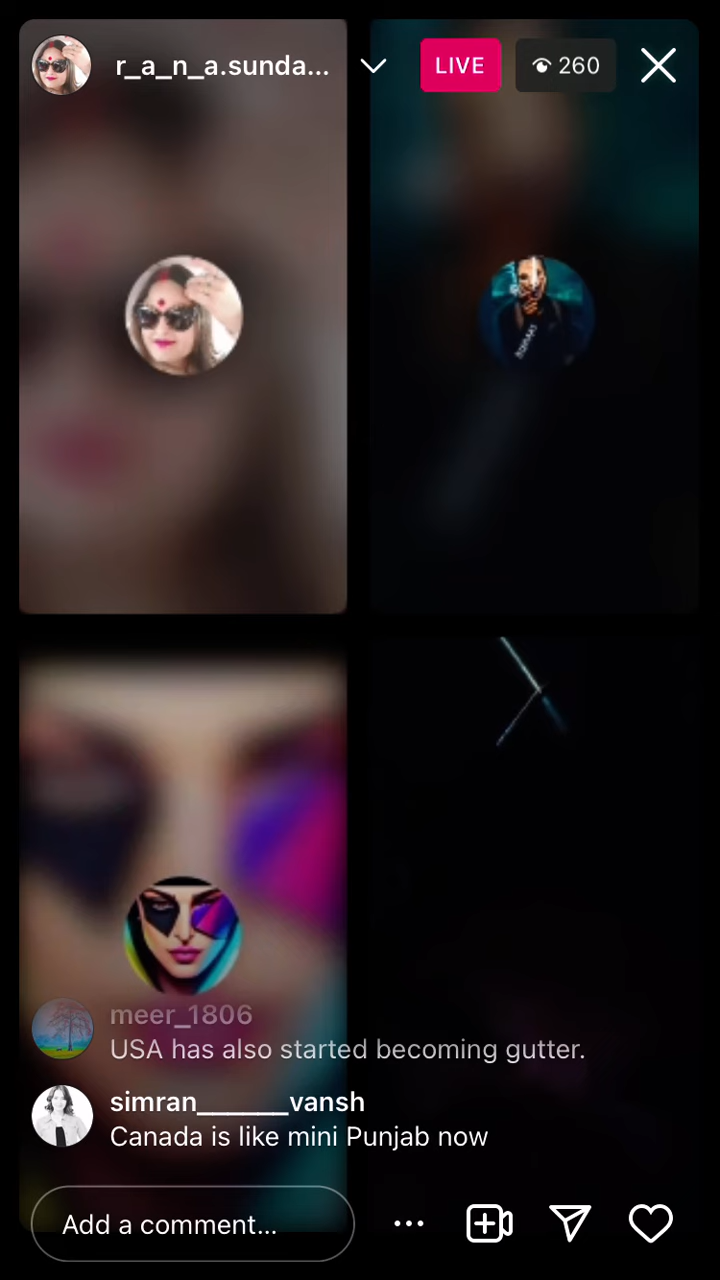 r_a_n_a.sunda...
LIVE
260
meer_1806
USA has also started becoming gutter.
simran______vansh
Canada is like mini Punjab now
Add a comment...